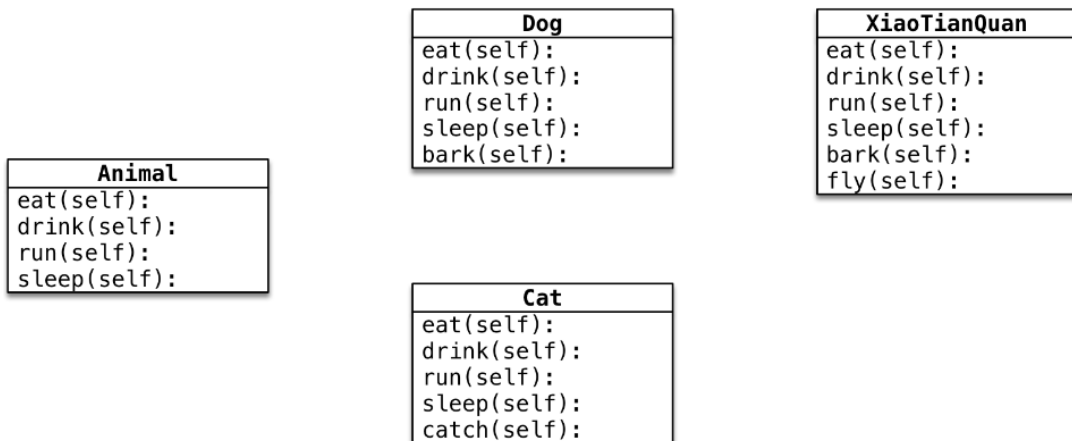 Animal
eat(self):
drink(self):
run(self):
sleep(self):
Dog
eat(self):
drink(self):
run(self):
sleep(self):
bark(self):
Cat
eat(self):
drink(self):
run(self):
sleep(self):
catch(self):
XiaoTianQuan
eat(self):
drink(self):
run(self):
sleep(self):
bark(self):
fly(self):